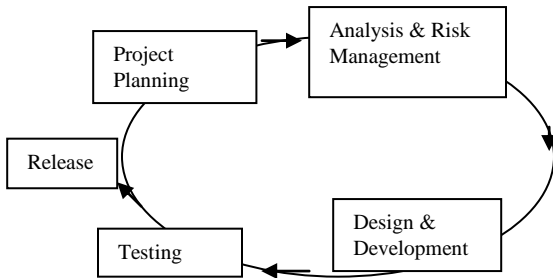 Project
Planning
Analysis & Risk
Management
Release
Testing
Design &
Development